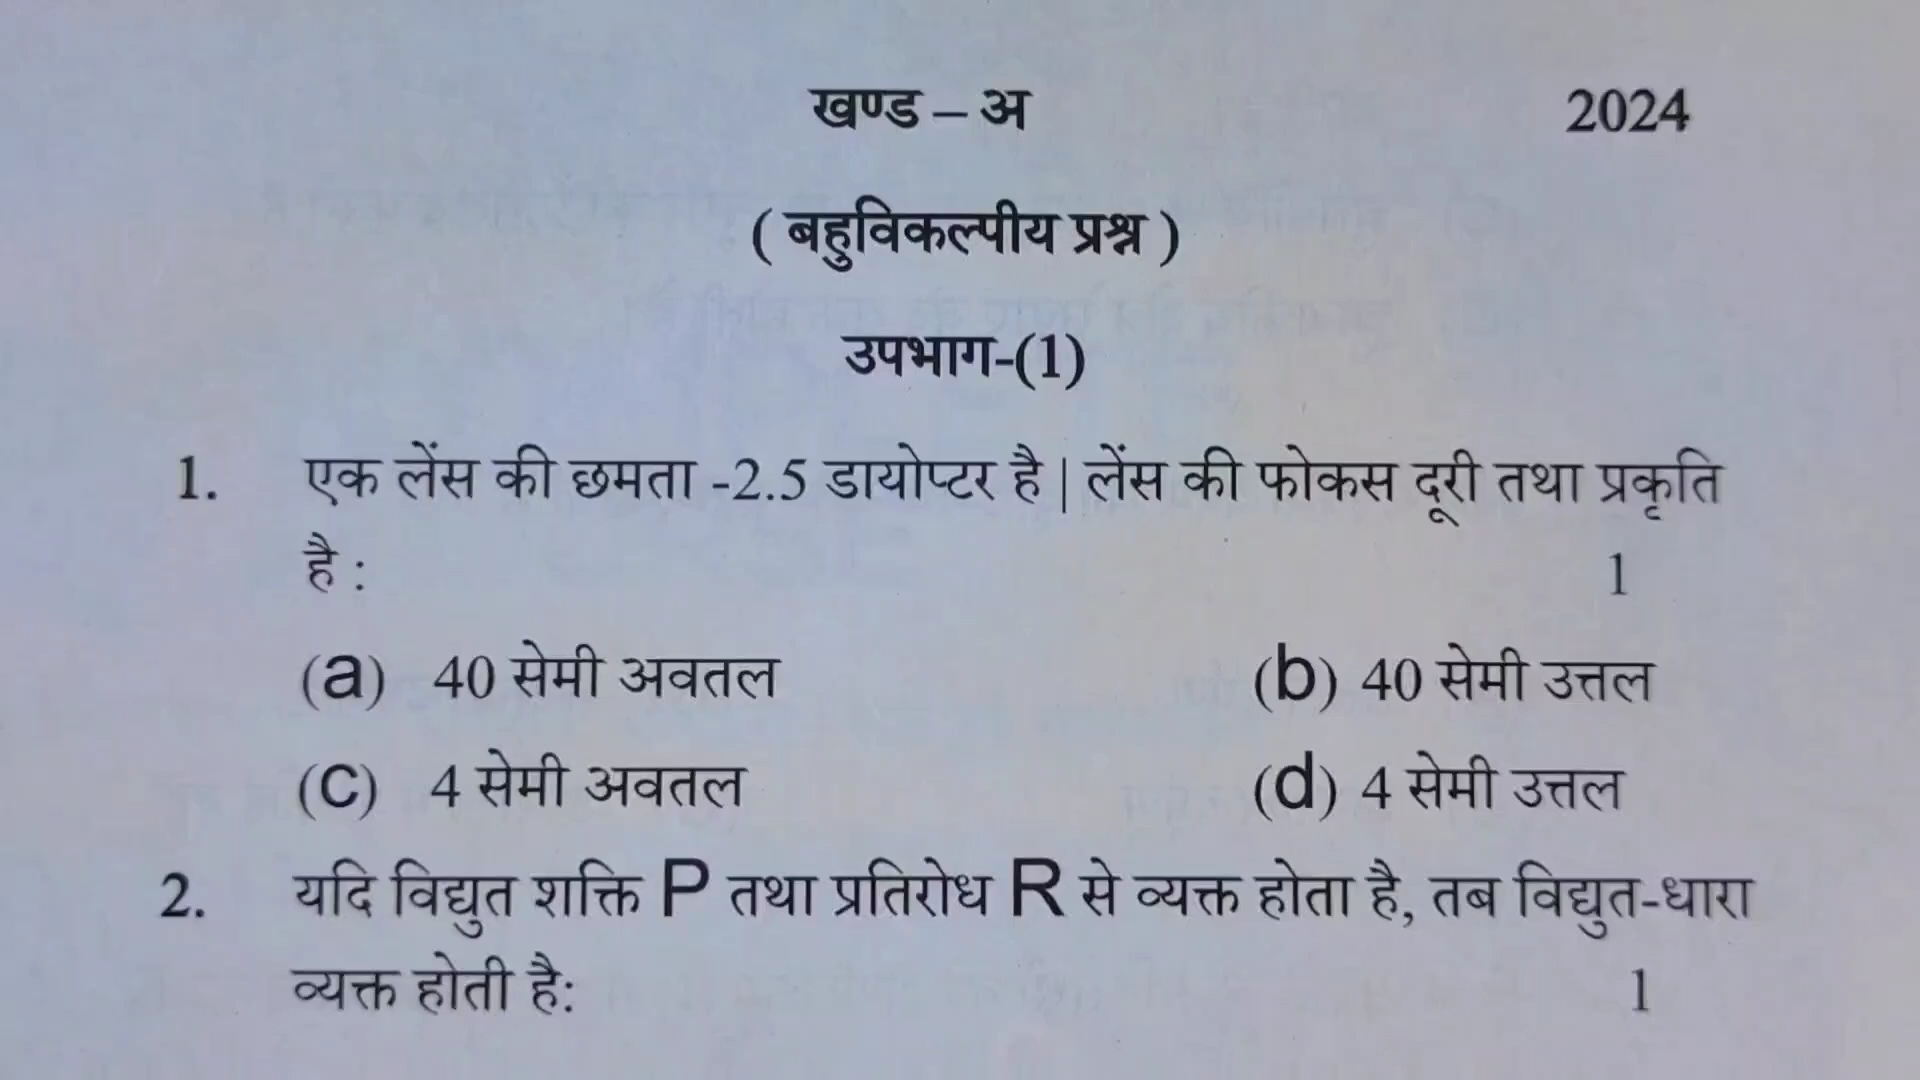 खण्ड – अ 2024
( बहुविकल्पीय प्रश्न )
उपभाग-(1)
1. एक लेंस की छमता -2.5 डायोप्टर है | लेंस की फोकस दूरी तथा प्रकृति
है : 1
(a) 40 सेमी अवतल (b) 40 सेमी उत्तल
(C) 4 सेमी अवतल (d) 4 सेमी उत्तल
2. यदि विद्युत शक्ति P तथा प्रतिरोध R से व्यक्त होता है, तब विद्युत-धारा
व्यक्त होती है: 1